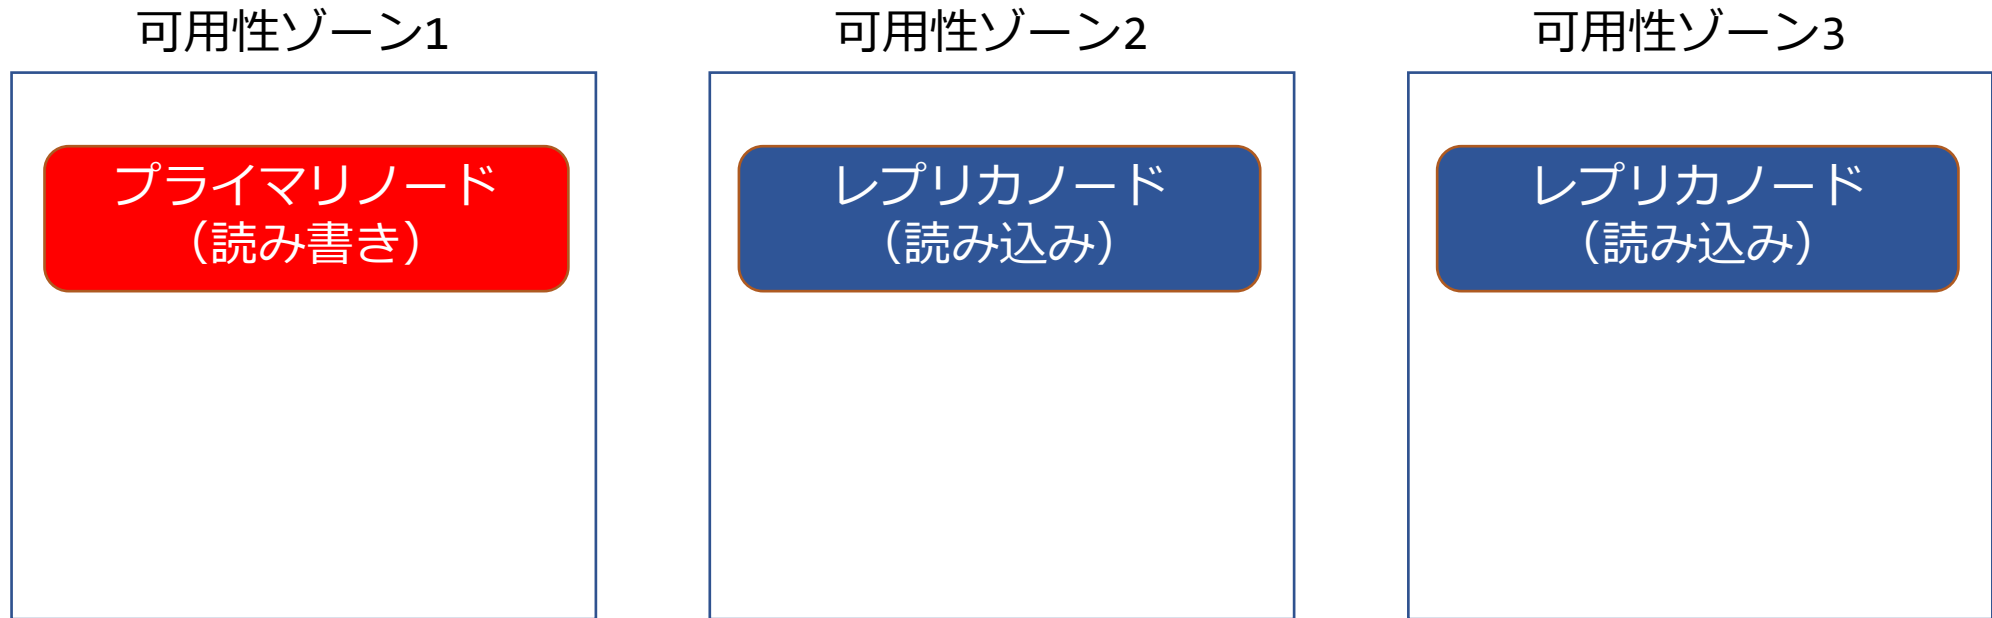 可用性ゾーン1
可用性ゾーン2
可用性ゾーン3
プライマリノード
（読み書き）
レプリカノード
（読み込み）
レプリカノード
（読み込み）